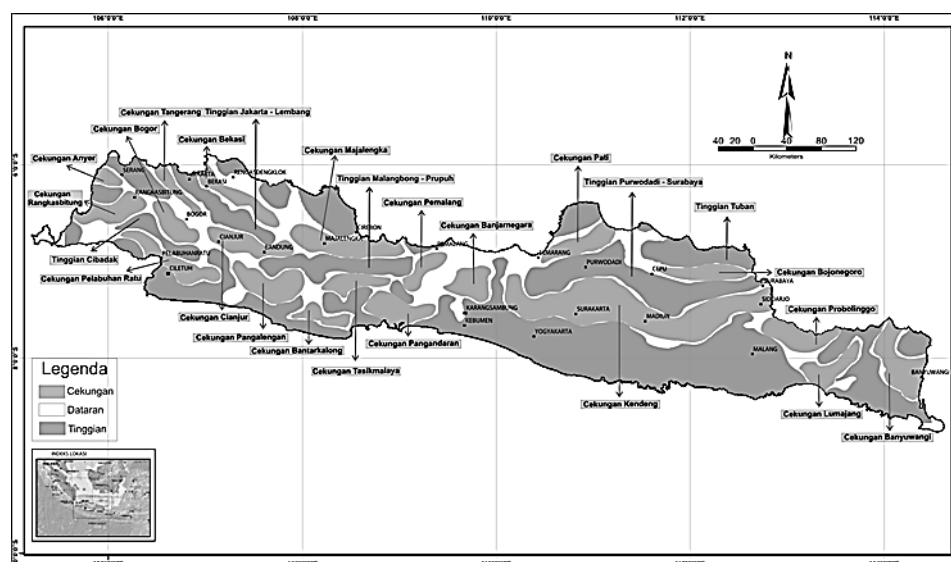 106°0'0"E 108°0'0"E 110°0'0"E 112°0'0"E 114°0'0"E
N
40 20 0 40 80 120
Kilometers
Cekungan Tangerang
Tinggian Jakarta - Lembang
Cekungan Bogor
Cekungan Bekasi
Cekungan Majalengka
Cekungan Anyer
Cekungan Pati
Tinggian Malangbong - Prupuh
Tinggian Purwodadi - Surabaya
Cekungan Rangkasbitung
Cekungan Pemalang
Tinggian Tuban
Cekungan Banjarnegara
Tinggian Cibadak
Cekungan Bojonegoro
Cekungan Pelabuhan Ratu
Cekungan Probolinggo
Cekungan Cianjur
Cekungan Pangalengan
Cekungan Bantarkalong
Cekungan Pangandaran
Cekungan Tasikmalaya
Cekungan Kendeng
Cekungan Lumajang
Cekungan Banyuwangi
SERANG
RANGKASBITUNG
RENGASDENGKLOK
BOGOR
CIANJUR
BANDUNG
PELABUHANRATU
CILETUH
SEMARANG
PURWODADI
CEPU
KARANGSAMBUNG
KEBUMEN
YOGYAKARTA
SURAKARTA
MADIUN
MALANG
BANYUWANGI
Legenda
Cekungan
Dataran
Tinggian
INDEKS LOKASI